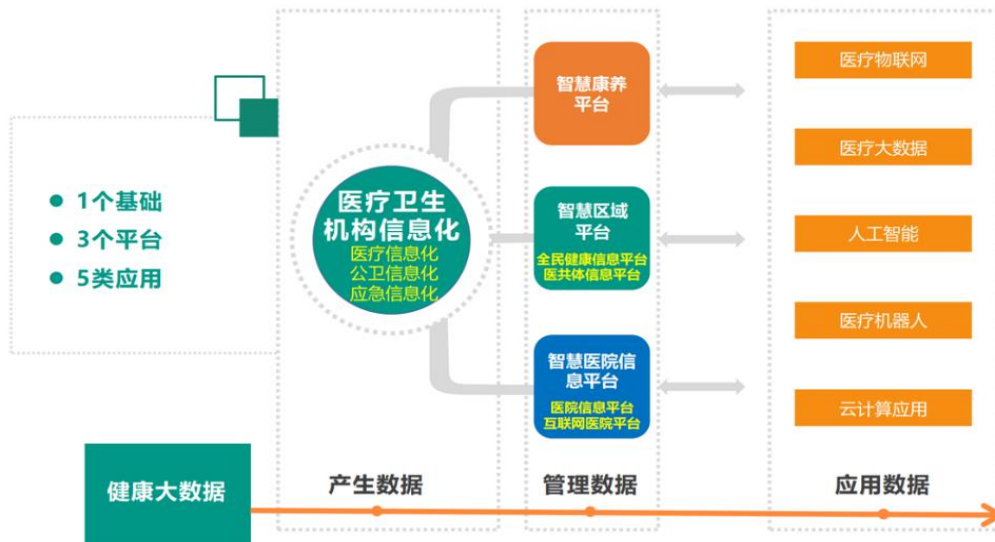 1个基础
3个平台
5类应用
医疗卫生
机构信息化
医疗信息化
公卫信息化
应急信息化
智慧康养
平台
智慧区域
平台
全民健康信息平台
医共体信息平台
智慧医院信
息平台
医院信息平台
互联网医院平台
医疗物联网
医疗大数据
人工智能
医疗机器人
云计算应用
健康大数据
产生数据
管理数据
应用数据